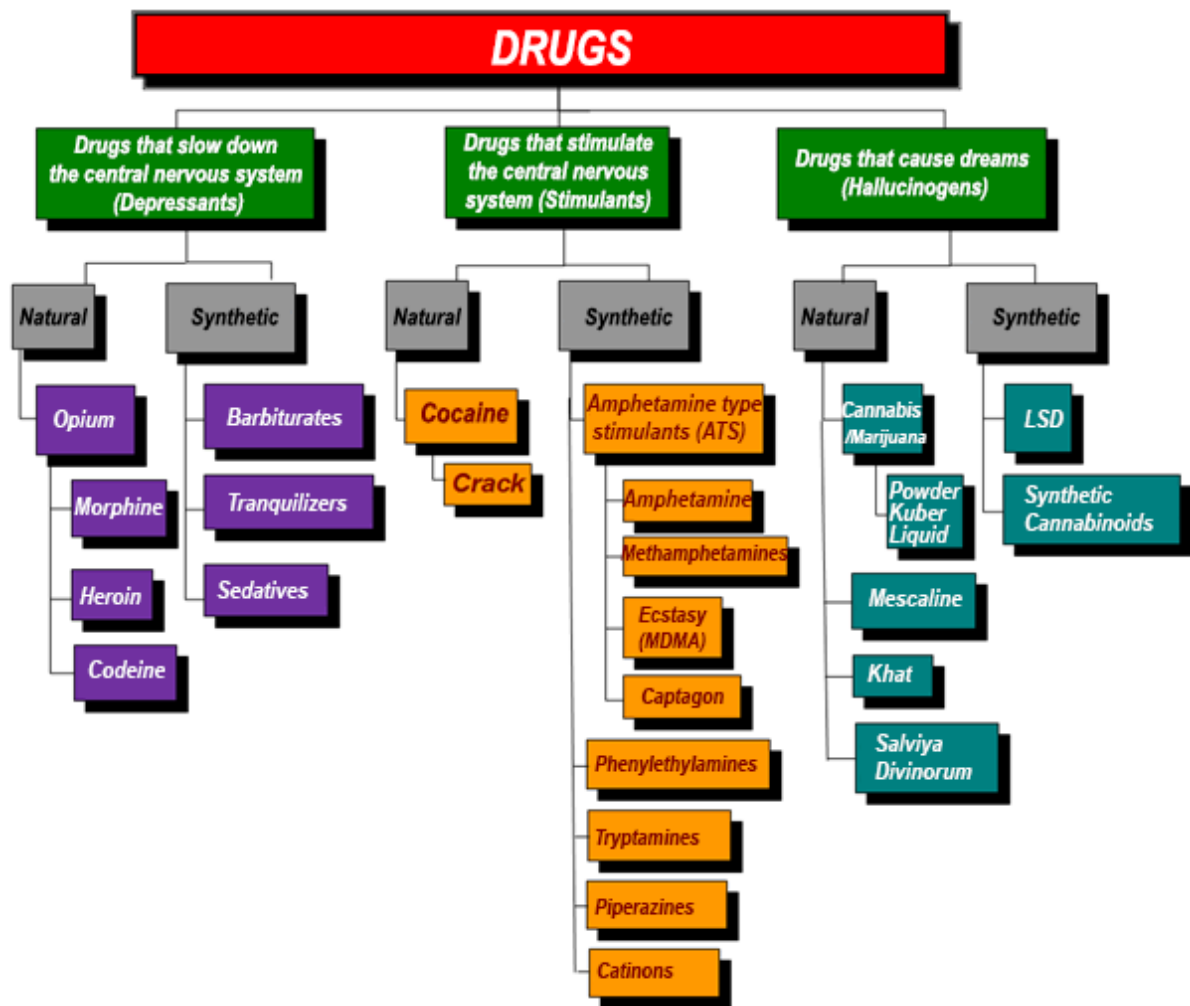 DRUGS
Drugs that slow down
the central nervous system
(Depressants)
Drugs that stimulate
the central nervous
system (Stimulants)
Drugs that cause dreams
(Hallucinogens)
Natural
Synthetic
Natural
Synthetic
Natural
Synthetic
Opium
Morphine
Heroin
Codeine
Barbiturates
Tranquilizers
Sedatives
Cocaine
Crack
Amphetamine type
stimulants (ATS)
Amphetamine
Methamphetamines
Ecstasy
(MDMA)
Captagon
Phenylethylamines
Tryptamines
Piperazines
Catinons
Cannabis
/Marijuana
Powder
Kuber
Liquid
Mescaline
Khat
Salviya
Divinorum
LSD
Synthetic
Cannabinoids